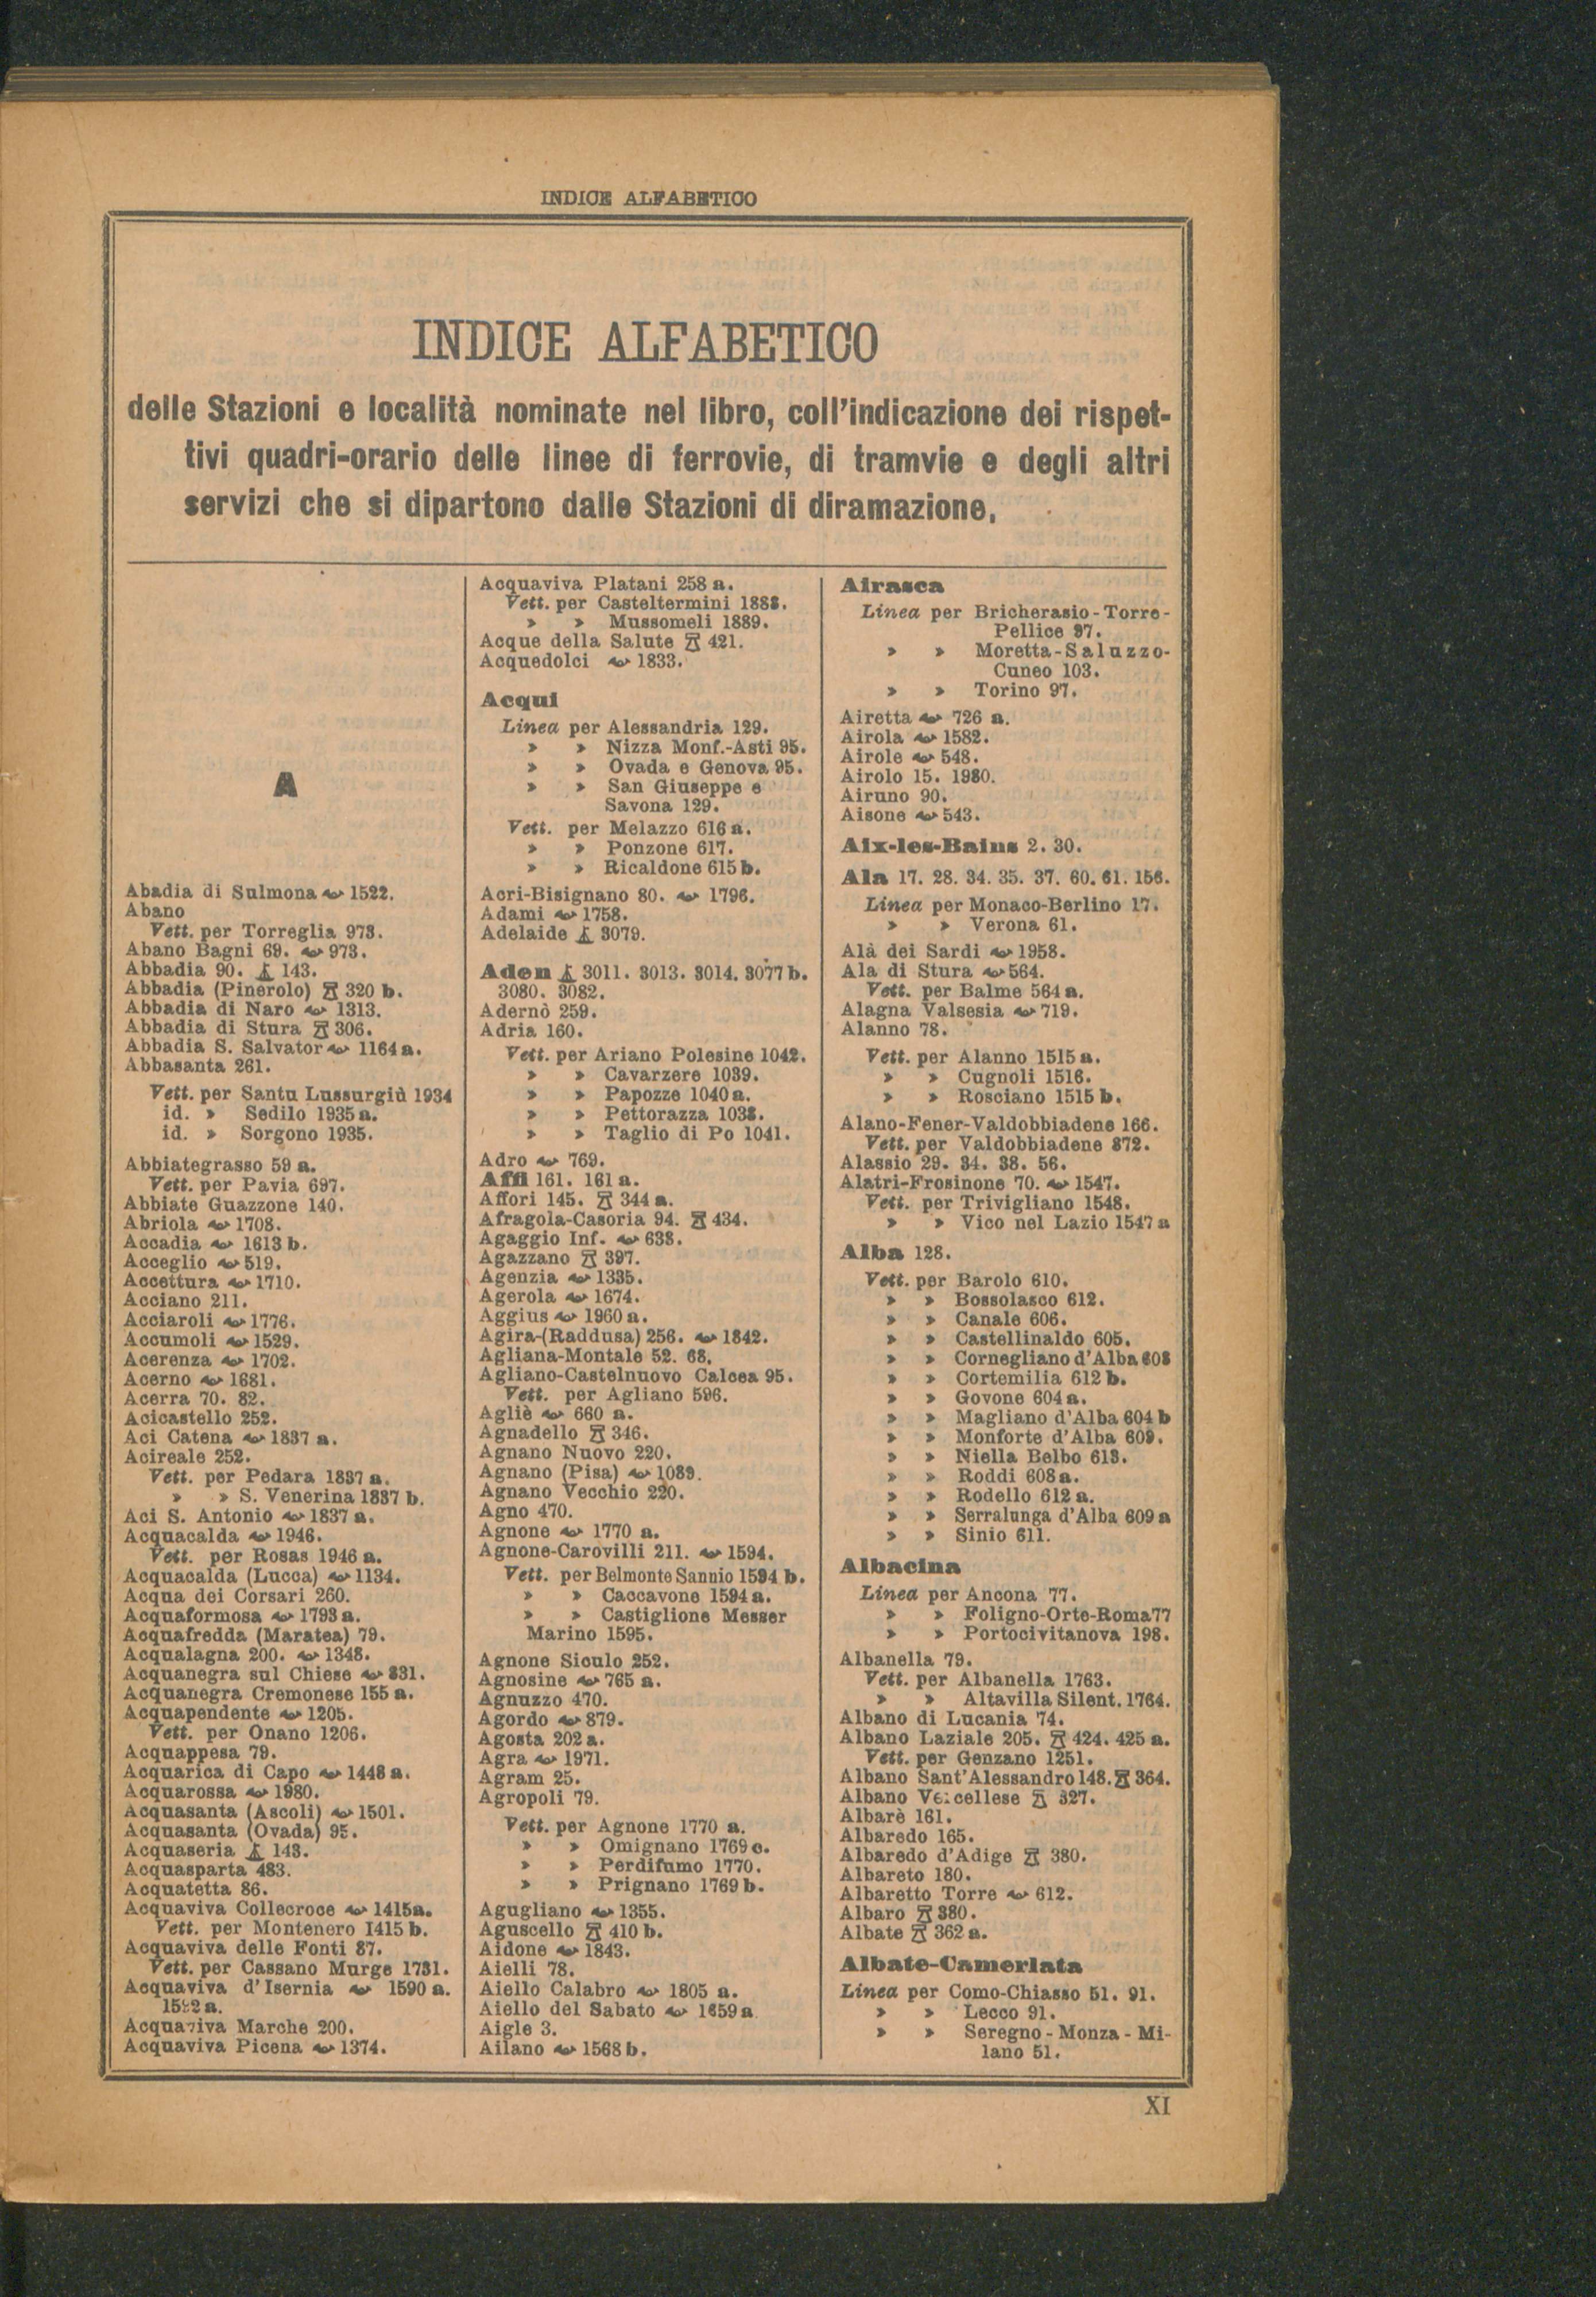 INDICE ALFABETICO
INDICE ALFABETICO
delle Stazioni e località nominate nel libro, coll'indicazione dei rispet-
tivi quadri-orario delle linee di ferrovie, di tramvie e degli altri
servizi che si dipartono dalle Stazioni di diramazione.
A
Abadia di Sulmona 1522.
Abano
Vett. per Torreglia 973.
Abano Bagni 69. 973.
Abbadia 90. 143.
Abbadia (Pinerolo) 320 b.
Abbadia di Naro 1313.
Abbadia di Stura 306.
Abbadia S. Salvator 1164 a.
Abbasanta 261.
Vett. per Santu Lussurgiù 1934
id. » Sedilo 1935 a.
id. » Sorgono 1935.
Abbiategrasso 59 a.
Vett. per Pavia 697.
Abbiate Guazzone 140.
Abriola 1708.
Accadia 1613 b.
Acceglio 519.
Accettura 1710.
Acciano 211.
Acciaroli 1776.
Accumoli 1529.
Acerenza 1702.
Acerno 1681.
Acerra 70. 82.
Acicastello 252.
Aci Catena 1837 a.
Acireale 252.
Vett. per Pedara 1837 a.
» » S. Venerina 1837 b.
Aci S. Antonio 1837 a.
Acquacalda 1946.
Vett. per Rosas 1946 a.
Acquacalda (Lucca) 1134.
Acqua dei Corsari 260.
Acquaformosa 1793 a.
Acquafredda (Maratea) 79.
Acqualagna 200. 1348.
Acquanegra sul Chiese 831.
Acquanegra Cremonese 155 a.
Acquapendente 1205.
Vett. per Onano 1206.
Acquappesa 79.
Acquarica di Capo 1448 a.
Acquarossa 1980.
Acquasanta (Ascoli) 1501.
Acquasanta (Ovada) 95.
Acquaseria 143.
Acquasparta 483.
Acquatetta 86.
Acquaviva Collecroce 1415a.
Vett. per Montenero 1415 b.
Acquaviva delle Fonti 87.
Vett. per Cassano Murge 1731.
Acquaviva d'Isernia 1590 a.
Acquaviva Marche 200.
Acquaviva Picena 1374.
Acquaviva Platani 258 a.
Vett. per Casteltermini 1888.
» » Mussomeli 1889.
Acque della Salute 421.
Acquedolci 1833.
Acqui
Linea per Alessandria 129.
» » Nizza Monf.-Asti 95.
» » Ovada e Genova 95.
» » San Giuseppe e
Savona 129.
Vett. per Melazzo 616 a.
» » Ponzone 617.
» » Ricaldone 615 b.
Acri-Bisignano 80. 1796.
Adami 1758.
Adelaide 3079.
Aden 3011. 3013. 3014. 3077 b.
3080. 3082.
Adernò 259.
Adria 160.
Vett. per Ariano Polesine 1042.
» » Cavarzere 1039.
» » Papozze 1040 a.
» » Pettorazza 1038.
» » Taglio di Po 1041.
Adro 769.
Affi 161. 161 a.
Affori 145. 344 a.
Afragola-Casoria 94. 434.
Agaggio Inf. 638.
Agazzano 397.
Agenzia 1335.
Agerola 1674.
Aggius 1960 a.
Agira-(Raddusa) 256. 1842.
Agliana-Montale 52. 68.
Agliano-Castelnuovo Calcea 95.
Vett. per Agliano 596.
Agliè 660 a.
Agnadello 346.
Agnano Nuovo 220.
Agnano (Pisa) 1089.
Agnano Vecchio 220.
Agno 470.
Agnone 1770 a.
Agnone-Carovilli 211. 1594.
Vett. per Belmonte Sannio 1594 b.
» » Caccavone 1594 a.
» » Castiglione Messer
Marino 1595.
Agnone Siculo 252.
Agnosine 765 a.
Agnuzzo 470.
Agordo 879.
Agosta 202 a.
Agra 1971.
Agram 25.
Agropoli 79.
Vett. per Agnone 1770 a.
» » Omignano 1769 c.
» » Perdifumo 1770.
» » Prignano 1769 b.
Agugliano 1355.
Aguscello 410 b.
Aidone 1843.
Aielli 78.
Aiello Calabro 1805 a.
Aiello del Sabato 1659 a
Aigle 3.
Ailano 1568 b.
Airasca
Linea per Bricherasio-Torre-
Pellice 97.
» » Moretta-Saluzzo-
Cuneo 103.
» » Torino 97.
Airetta 726 a.
Airola 1582.
Airole 548.
Airolo 15. 1980.
Airuno 90.
Aisone 543.
Aix-les-Bains 2. 30.
Ala 17. 28. 34. 35. 37. 60. 61. 156.
Linea per Monaco-Berlino 17.
» » Verona 61.
Alà dei Sardi 1958.
Ala di Stura 564.
Vett. per Balme 564 a.
Alagna Valsesia 719.
Alanno 78.
Vett. per Alanno 1515 a.
» » Cugnoli 1516.
» » Rosciano 1515 b.
Alano-Fener-Valdobbiadene 166.
Vett. per Valdobbiadene 872.
Alassio 29. 34. 38. 56.
Alatri-Frosinone 70. 1547.
Vett. per Trivigliano 1548.
» » Vico nel Lazio 1547 a
Alba 128.
Vett. per Barolo 610.
» » Bossolasco 612.
» » Canale 606.
» » Castellinaldo 605.
» » Cornegliano d'Alba 608
» » Cortemilia 612 b.
» » Govone 604 a.
» » Magliano d'Alba 604 b
» » Monforte d'Alba 609.
» » Niella Belbo 613.
» » Roddi 608 a.
» » Rodello 612 a.
» » Serralunga d'Alba 609 a
» » Sinio 611.
Albacina
Linea per Ancona 77.
» » Foligno-Orte-Roma 77
» » Portocivitanova 198.
Albanella 79.
Vett. per Albanella 1763.
» » Altavilla Silent. 1764.
Albano di Lucania 74.
Albano Laziale 205. 424. 425 a.
Vett. per Genzano 1251.
Albano Sant'Alessandro 148. 364.
Albano Vercellese 327.
Albarè 161.
Albaredo 165.
Albaredo d'Adige 380.
Albareto 180.
Albaretto Torre 612.
Albaro 380.
Albate 362 a.
Albate-Camerlata
Linea per Como-Chiasso 51. 91.
» » Lecco 91.
» » Seregno - Monza - Mi-
lano 51.
XI